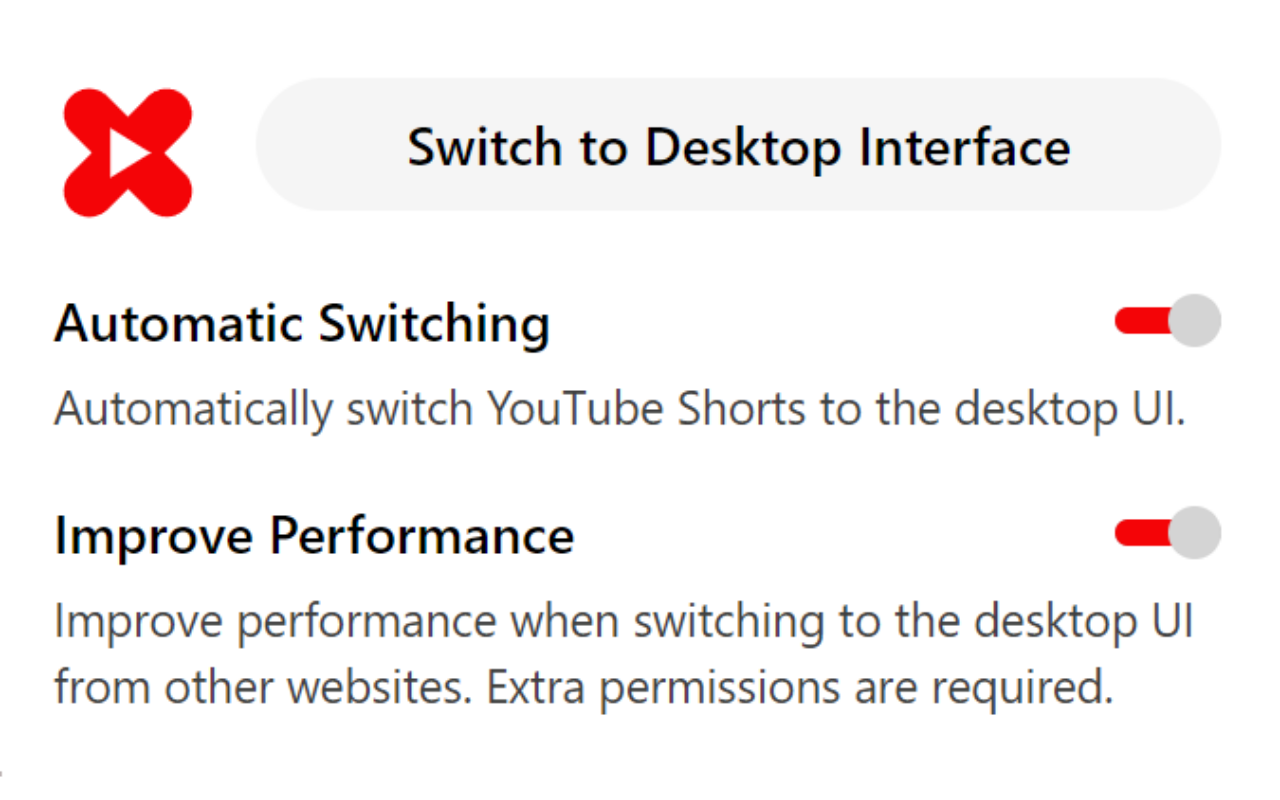 Switch to Desktop Interface
Automatic Switching
Automatically switch YouTube Shorts to the desktop UI.
Improve Performance
Improve performance when switching to the desktop UI
from other websites. Extra permissions are required.